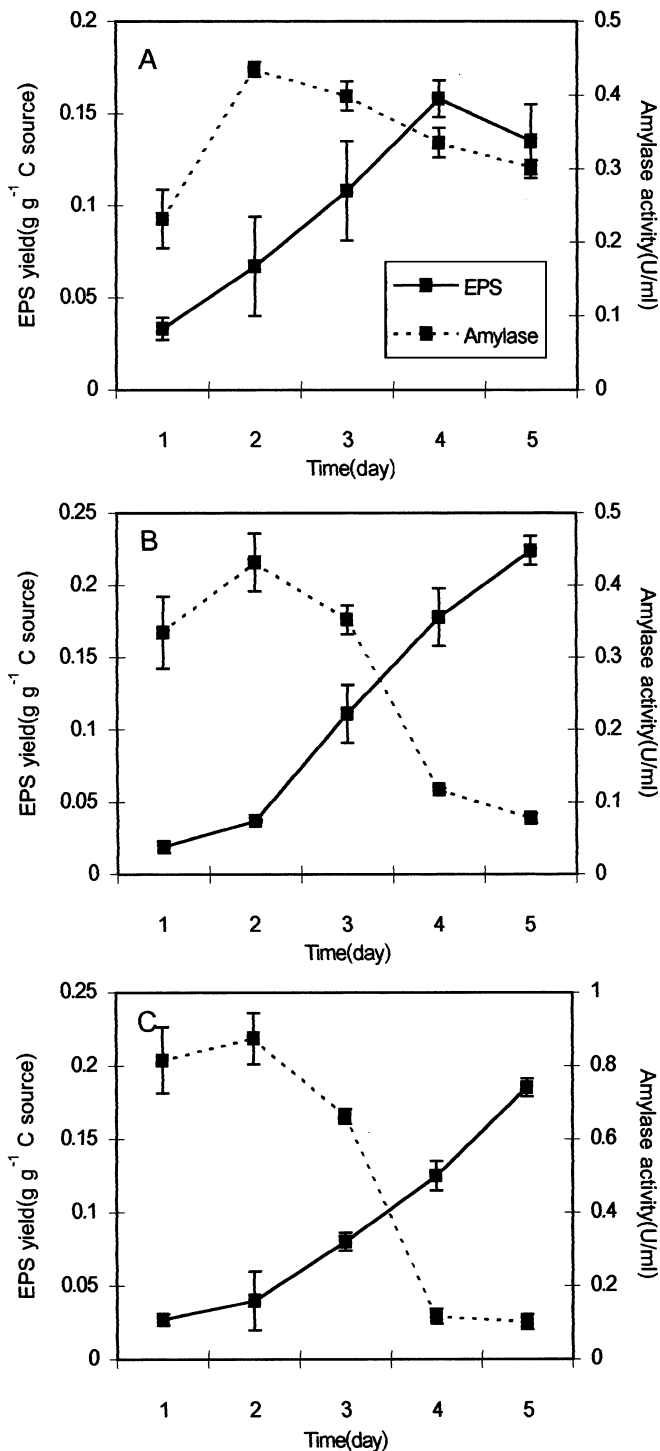 A
EPS yield(g g⁻¹ C source)
0.2
0.15
0.1
0.05
0
0.5
0.4
0.3
0.2
0.1
0
Amylase activity(U/ml)
EPS
Amylase
1 2 3 4 5
Time(day)
B
EPS yield(g g⁻¹ C source)
0.25
0.2
0.15
0.1
0.05
0
0.5
0.4
0.3
0.2
0.1
0
Amylase activity(U/ml)
1 2 3 4 5
Time(day)
C
EPS yield(g g⁻¹ C source)
0.25
0.2
0.15
0.1
0.05
0
1
0.8
0.6
0.4
0.2
0
Amylase activity(U/ml)
1 2 3 4 5
Time(day)